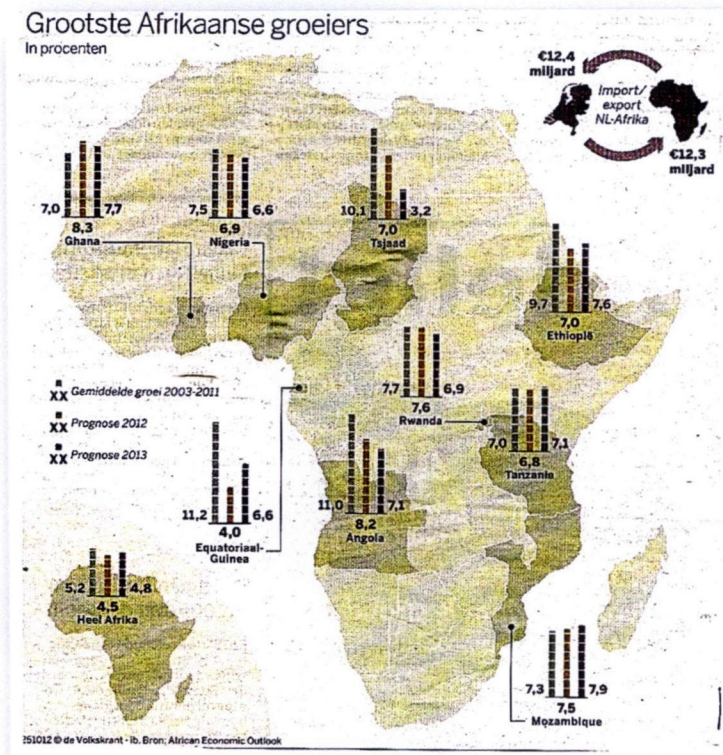 Grootste Afrikaanse groeiers
In procenten
€12,4
miljard
Import/
export
NL-Afrika
€12,3
miljard
7,0 7,7
8,3
Ghana
7,5 6,6
6,9
Nigeria
10,1 3,2
7,0
Tsjaad
9,7 7,6
7,0
Ethiopië
7,7 6,9
7,6
Rwanda
7,0 7,1
6,8
Tanzania
XX Gemiddelde groei 2003-2011
XX Prognose 2012
XX Prognose 2013
11,2 6,6
4,0
Equatoriaal-
Guinea
11,0 7,1
8,2
Angola
5,2 4,8
4,5
Heel Afrika
7,3 7,9
7,5
Mozambique
251012 © de Volkskrant - ib. Bron: African Economic Outlook